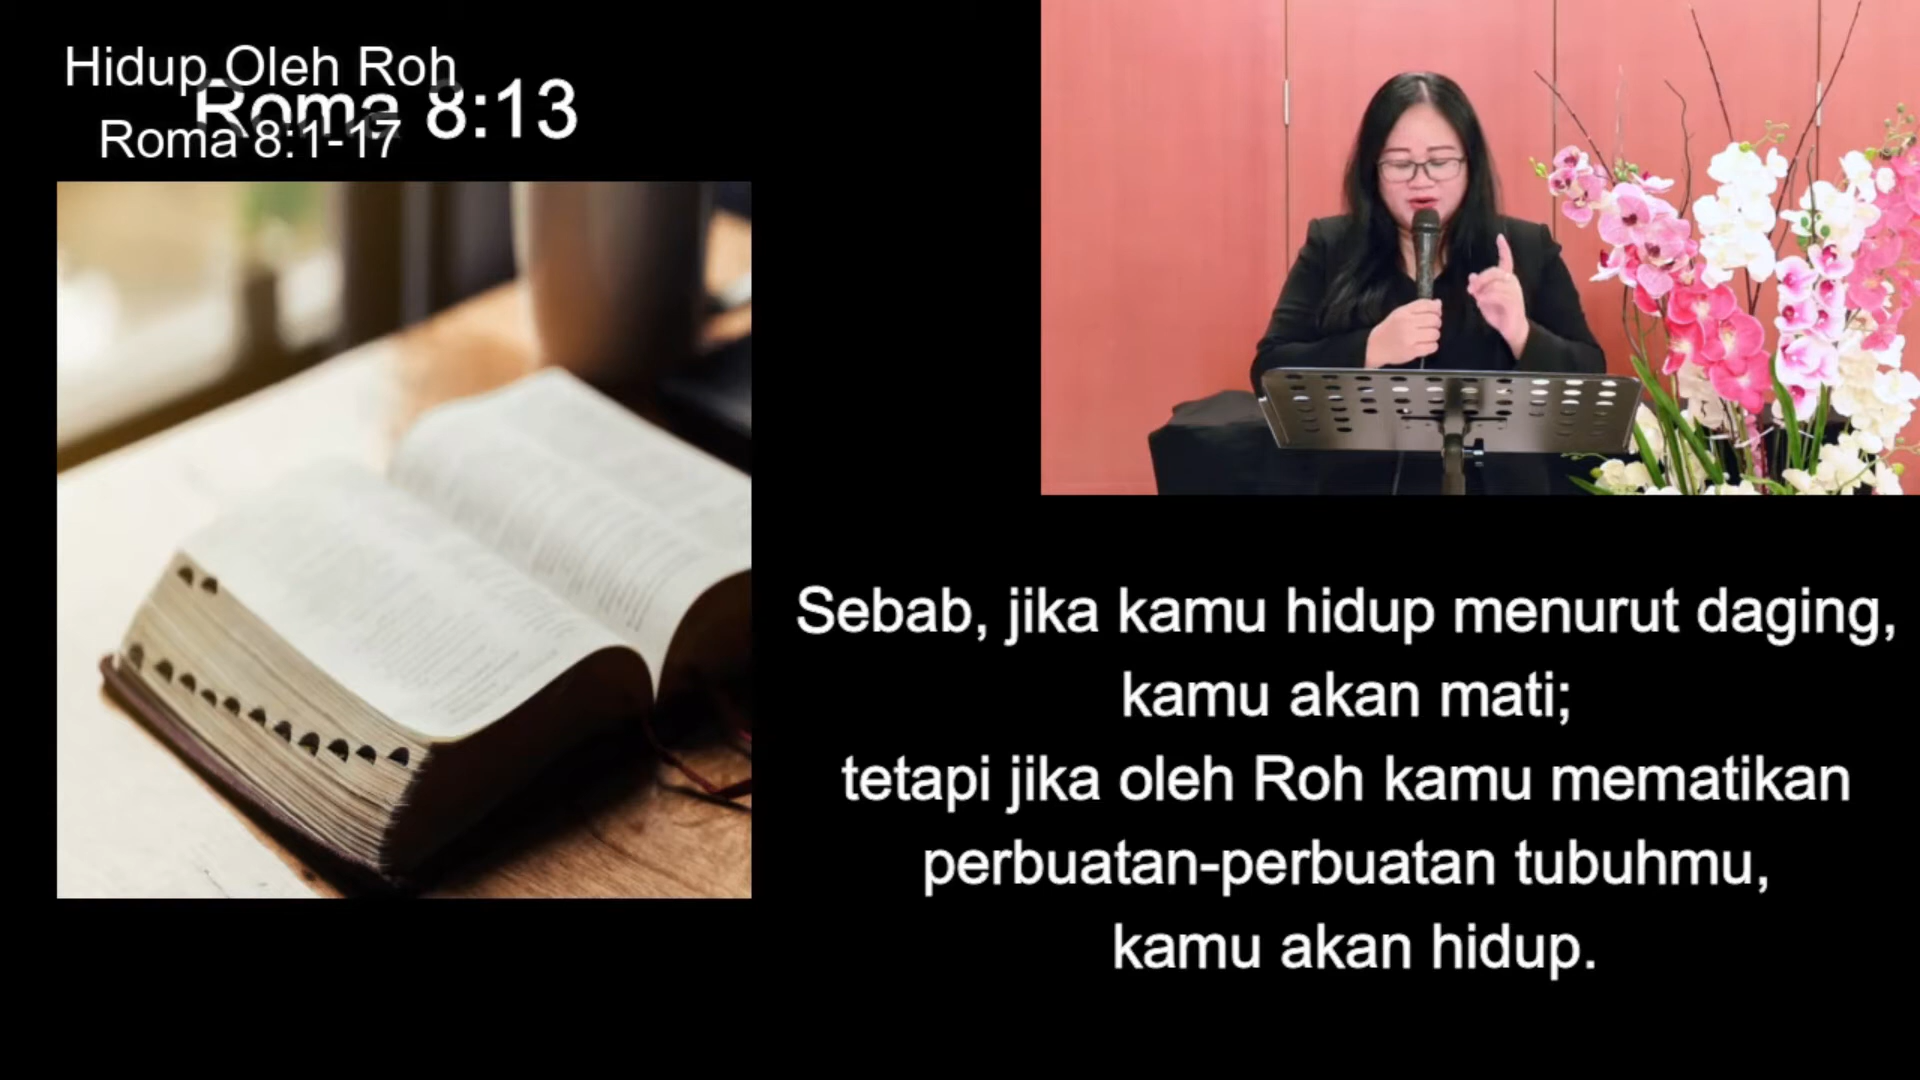 Hidup Oleh Roh
Roma 8:13
Roma 8:1-17
Sebab, jika kamu hidup menurut daging,
kamu akan mati;
tetapi jika oleh Roh kamu mematikan
perbuatan-perbuatan tubuhmu,
kamu akan hidup.